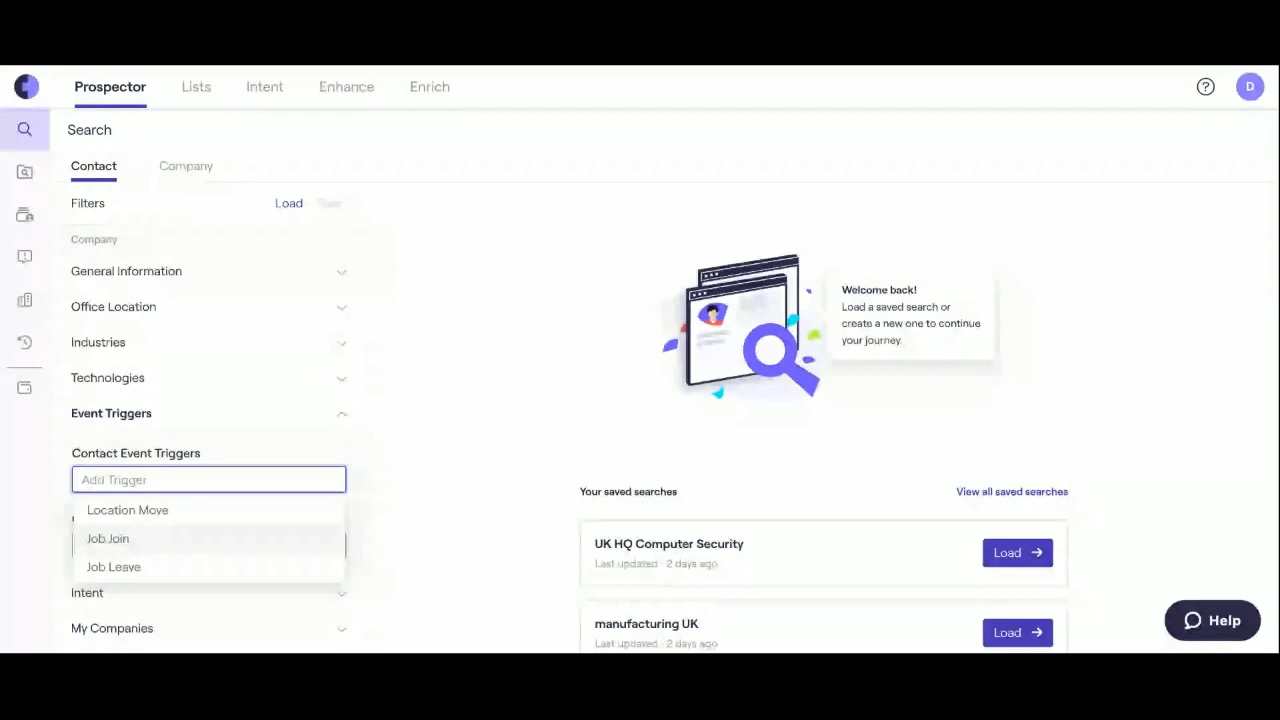 Prospector
Lists
Intent
Enhance
Enrich
D
Search
Contact
Company
Filters
Load
Company
General Information
Office Location
Industries
Technologies
Event Triggers
Contact Event Triggers
Add Trigger
Location Move
Job Join
Job Leave
Intent
My Companies
Welcome back!
Load a saved search or
create a new one to continue
your journey.
Your saved searches
View all saved searches
UK HQ Computer Security
Last updated · 2 days ago
Load
manufacturing UK
Last updated · 2 days ago
Load
Help